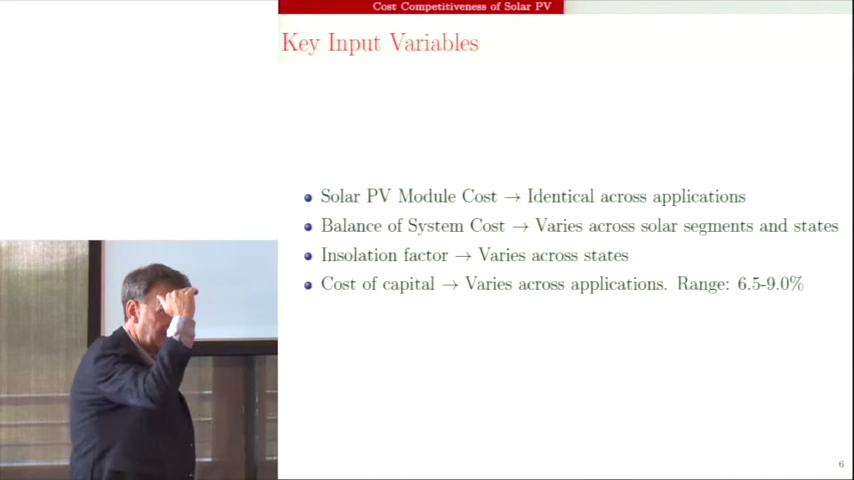 Cost Competitiveness of Solar PV
Key Input Variables
Solar PV Module Cost → Identical across applications
Balance of System Cost → Varies across solar segments and states
Insolation factor → Varies across states
Cost of capital → Varies across applications. Range: 6.5-9.0%
6